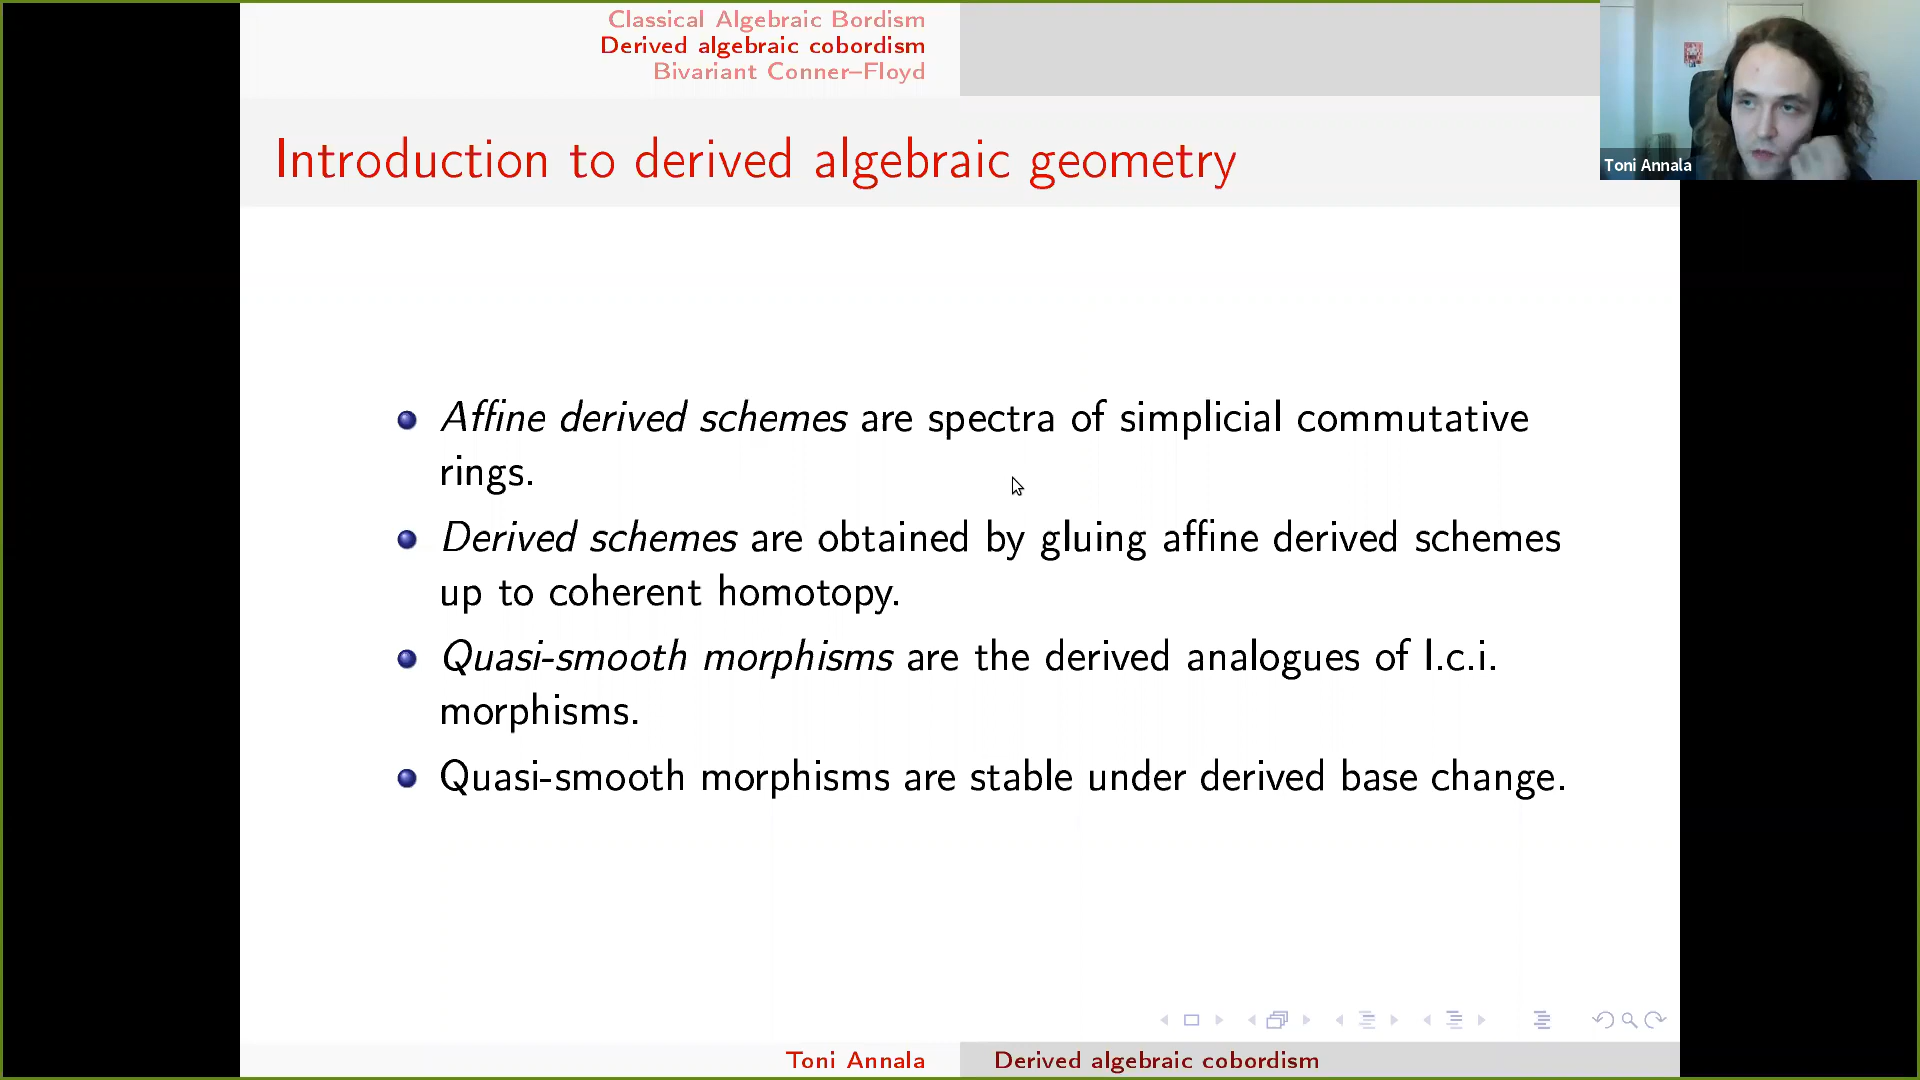 Classical Algebraic Bordism
Derived algebraic cobordism
Bivariant Conner–Floyd
Introduction to derived algebraic geometry
Toni Annala
Affine derived schemes are spectra of simplicial commutative
rings.
Derived schemes are obtained by gluing affine derived schemes
up to coherent homotopy.
Quasi-smooth morphisms are the derived analogues of l.c.i.
morphisms.
Quasi-smooth morphisms are stable under derived base change.
Toni Annala
Derived algebraic cobordism